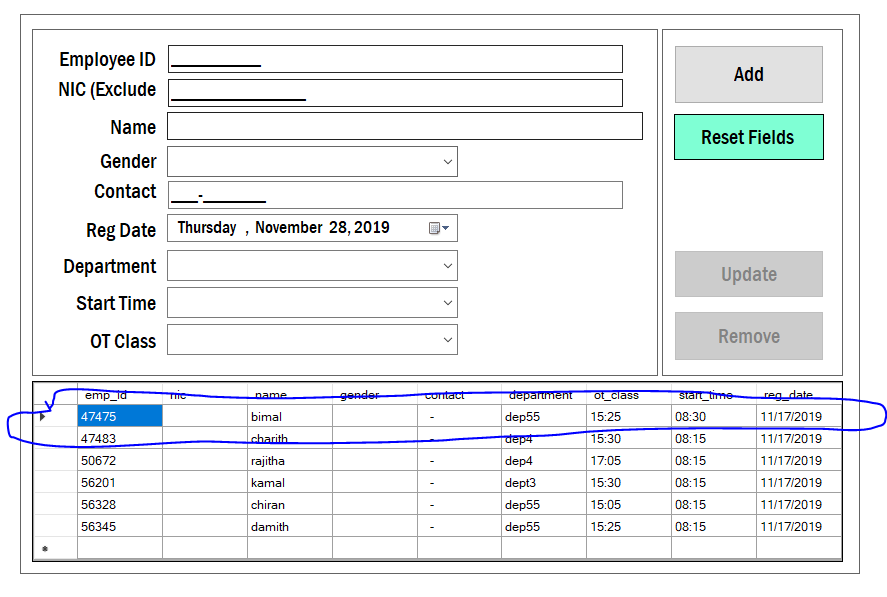 Employee ID
Add
NIC (Exclude
Name
Reset Fields
Gender
Contact -
Reg Date Thursday , November 28, 2019
Department
Update
Start Time
OT Class
Remove
emp_id nic name gender contact department ot_class start_time reg_date
47475 bimal - dep55 15:25 08:30 11/17/2019
47483 charith - dep4 15:30 08:15 11/17/2019
50672 rajitha - dep4 17:05 08:15 11/17/2019
56201 kamal - dept3 15:30 08:15 11/17/2019
56328 chiran - dep55 15:05 08:15 11/17/2019
56345 damith - dep55 15:25 08:15 11/17/2019